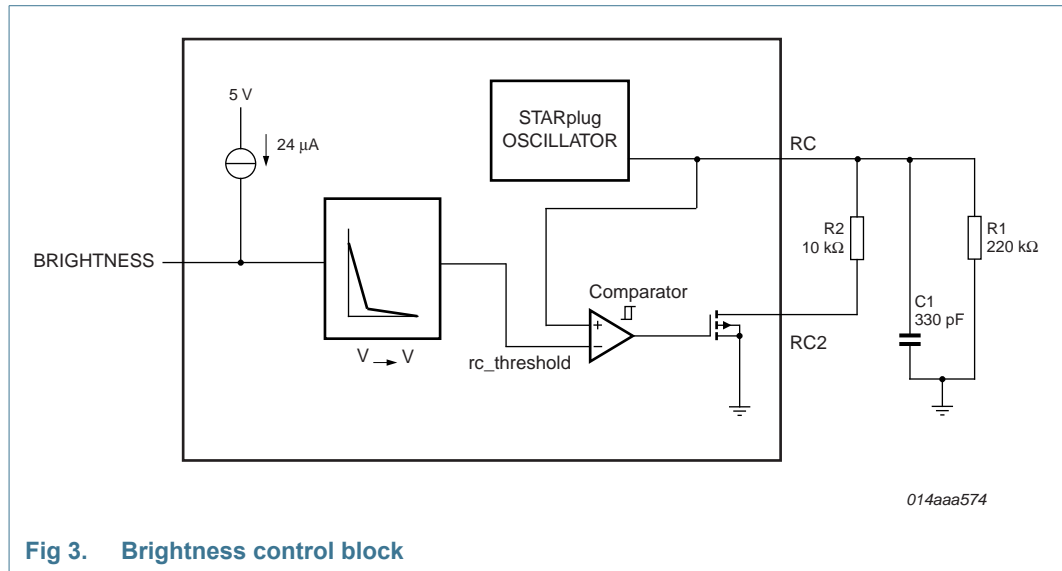 5 V
24 μA
STARplug
OSCILLATOR
RC
BRIGHTNESS
R2
10 kΩ
R1
220 kΩ
Comparator
+
−
C1
330 pF
V → V
rc_threshold
RC2
014aaa574
Fig 3. Brightness control block